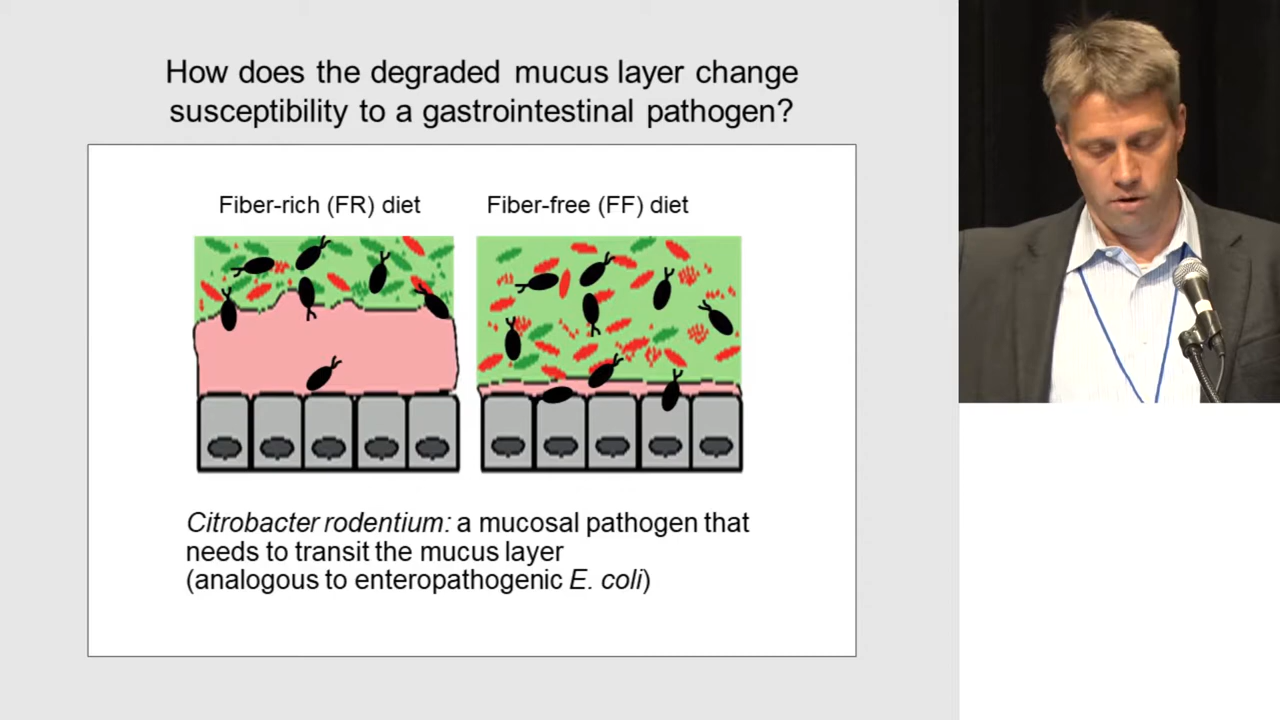 How does the degraded mucus layer change
susceptibility to a gastrointestinal pathogen?
Fiber-rich (FR) diet
Fiber-free (FF) diet
Citrobacter rodentium: a mucosal pathogen that
needs to transit the mucus layer
(analogous to enteropathogenic E. coli)